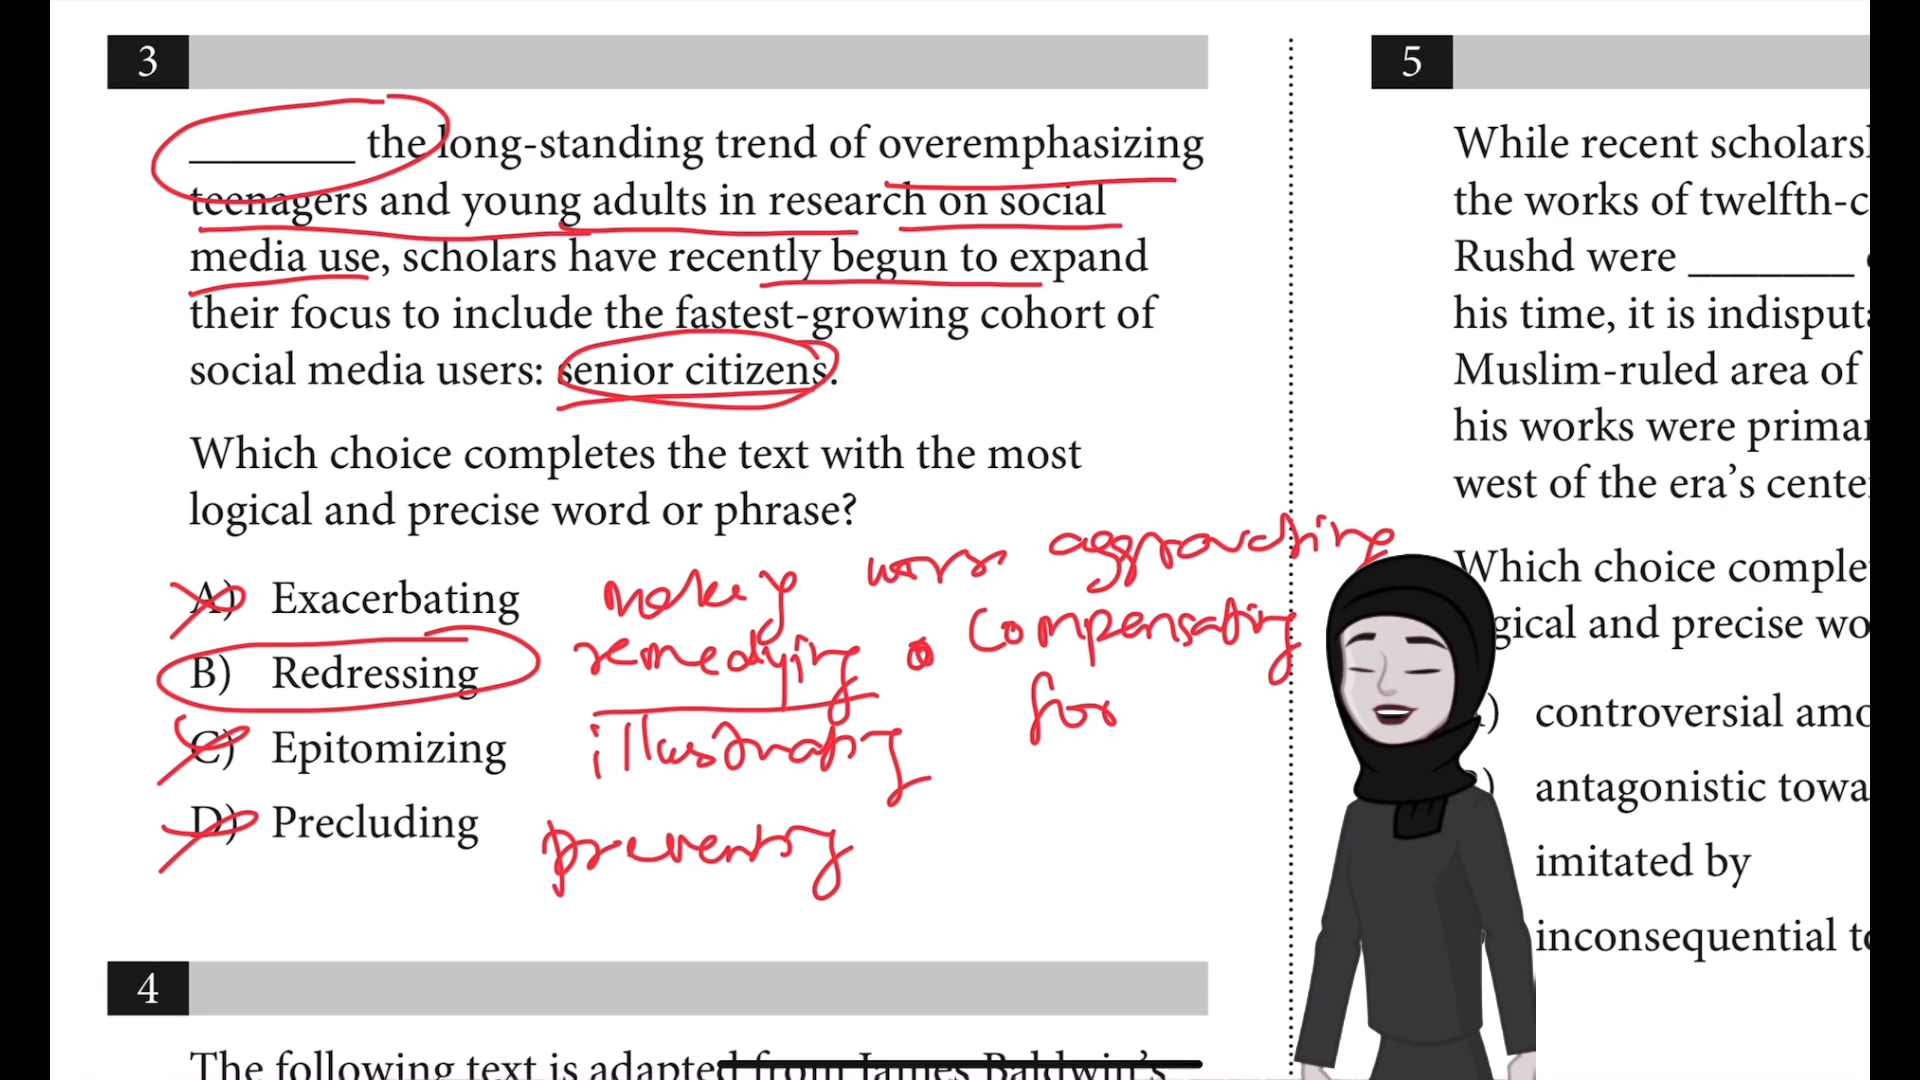 3
_______ the long-standing trend of overemphasizing
teenagers and young adults in research on social
media use, scholars have recently begun to expand
their focus to include the fastest-growing cohort of
social media users: senior citizens.
Which choice completes the text with the most
logical and precise word or phrase?
A) Exacerbating
making worse
B) Redressing
remedying compensating
for
C) Epitomizing
illustrating
D) Precluding
preventing
4
The following text is adapted from James Baldwin's
5
While recent scholars
the works of twelfth-c
Rushd were _______
his time, it is indisput
Muslim-ruled area of
his works were prima
west of the era's cente
Which choice comple
gical and precise wo
controversial amo
antagonistic towa
imitated by
inconsequential to